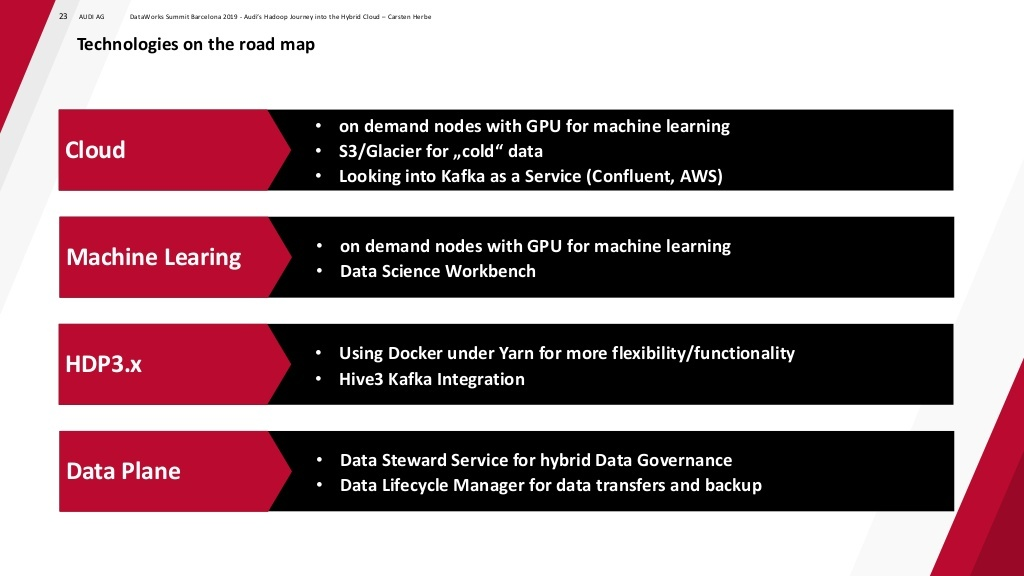 23 AUDI AG DataWorks Summit Barcelona 2019 - Audi's Hadoop Journey into the Hybrid Cloud – Carsten Herbe
Technologies on the road map
Cloud
• on demand nodes with GPU for machine learning
• S3/Glacier for „cold“ data
• Looking into Kafka as a Service (Confluent, AWS)
Machine Learing
• on demand nodes with GPU for machine learning
• Data Science Workbench
HDP3.x
• Using Docker under Yarn for more flexibility/functionality
• Hive3 Kafka Integration
Data Plane
• Data Steward Service for hybrid Data Governance
• Data Lifecycle Manager for data transfers and backup